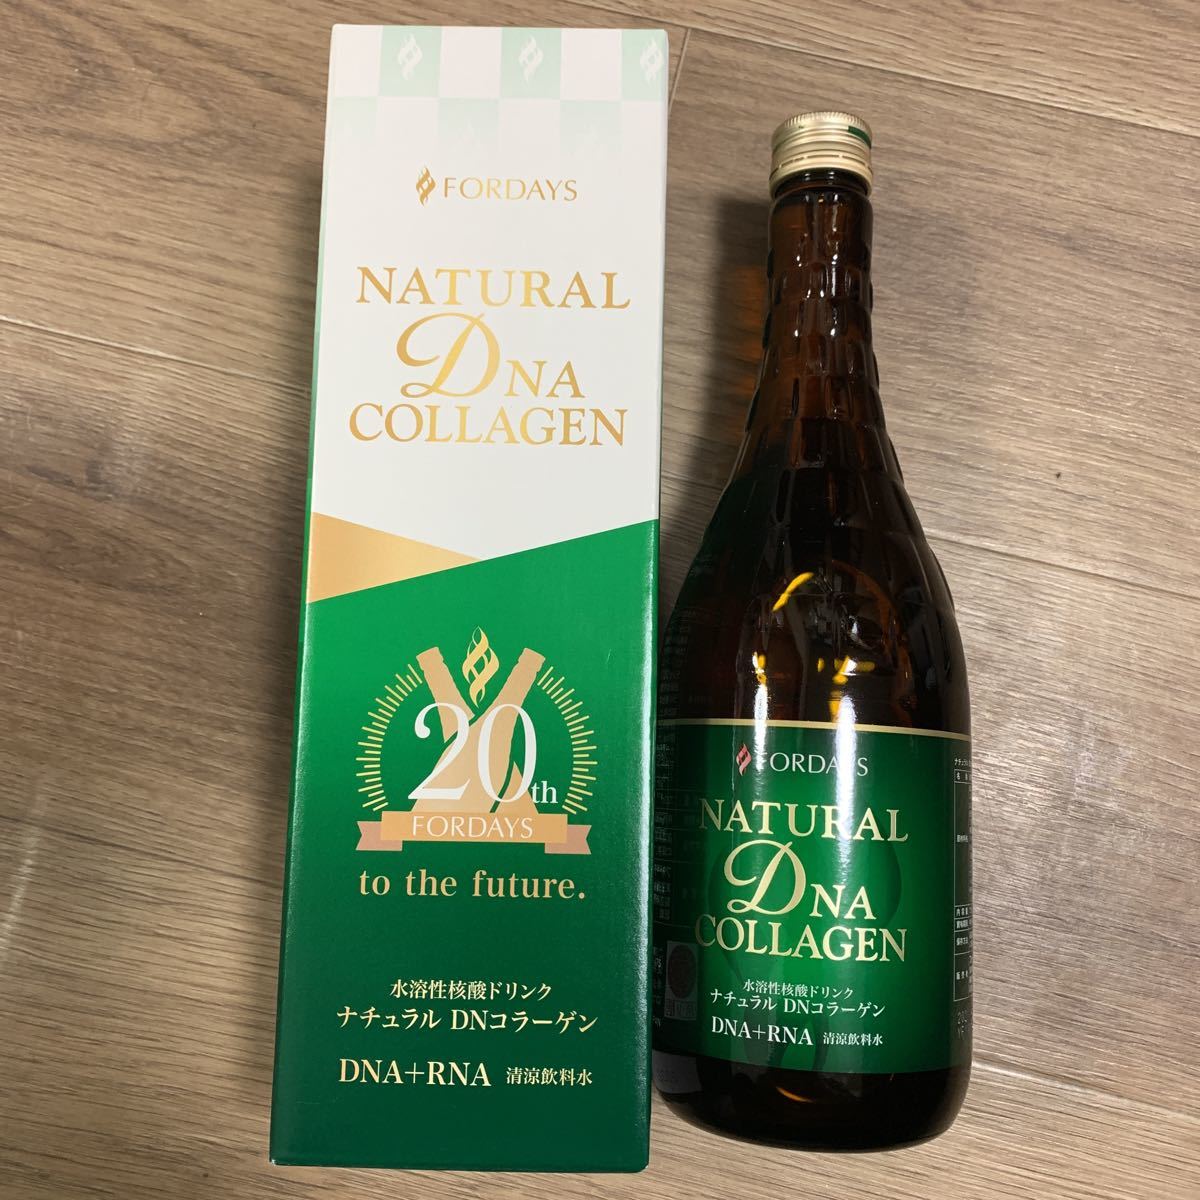 FORDAYS
NATURAL
DNA
COLLAGEN
20th
FORDAYS
to the future.
水溶性核酸ドリンク
ナチュラル DNコラーゲン
DNA+RNA 清涼飲料水
FORDAYS
NATURAL
DNA
COLLAGEN
水溶性核酸ドリンク
ナチュラル DNコラーゲン
DNA+RNA 清涼飲料水